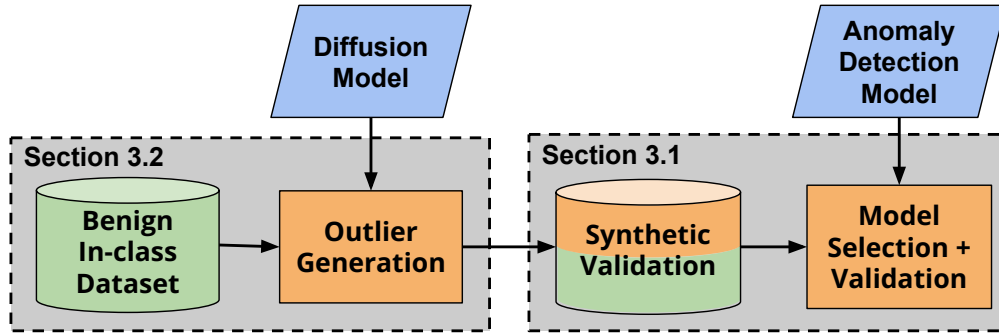 Diffusion
Model
Anomaly
Detection
Model
Section 3.2
Benign
In-class
Dataset
Outlier
Generation
Section 3.1
Synthetic
Validation
Model
Selection +
Validation